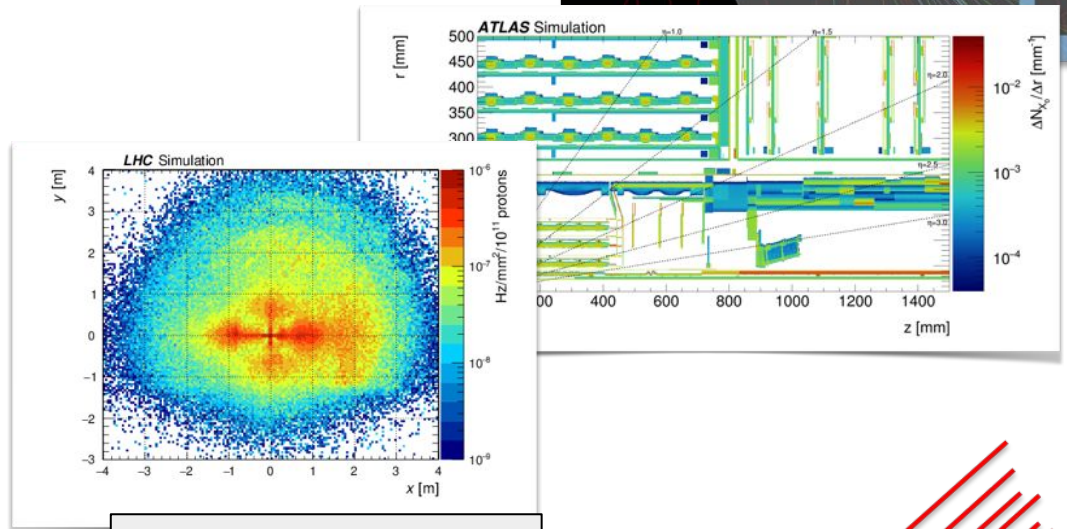 ATLAS Simulation
r [mm]
500
450
400
350
300
η=1.0
η=1.5
η=2.0
η=2.5
η=3.0
10⁻²
10⁻³
10⁻⁴
ΔN_X₀/Δr [mm⁻¹]
400
600
800
1000
1200
1400
z [mm]
LHC Simulation
y [m]
4
3
2
1
0
−1
−2
−3
−4
−3
−2
−1
0
1
2
3
4
x [m]
10⁻⁶
10⁻⁷
10⁻⁸
10⁻⁹
Hz/mm²/10¹¹ protons